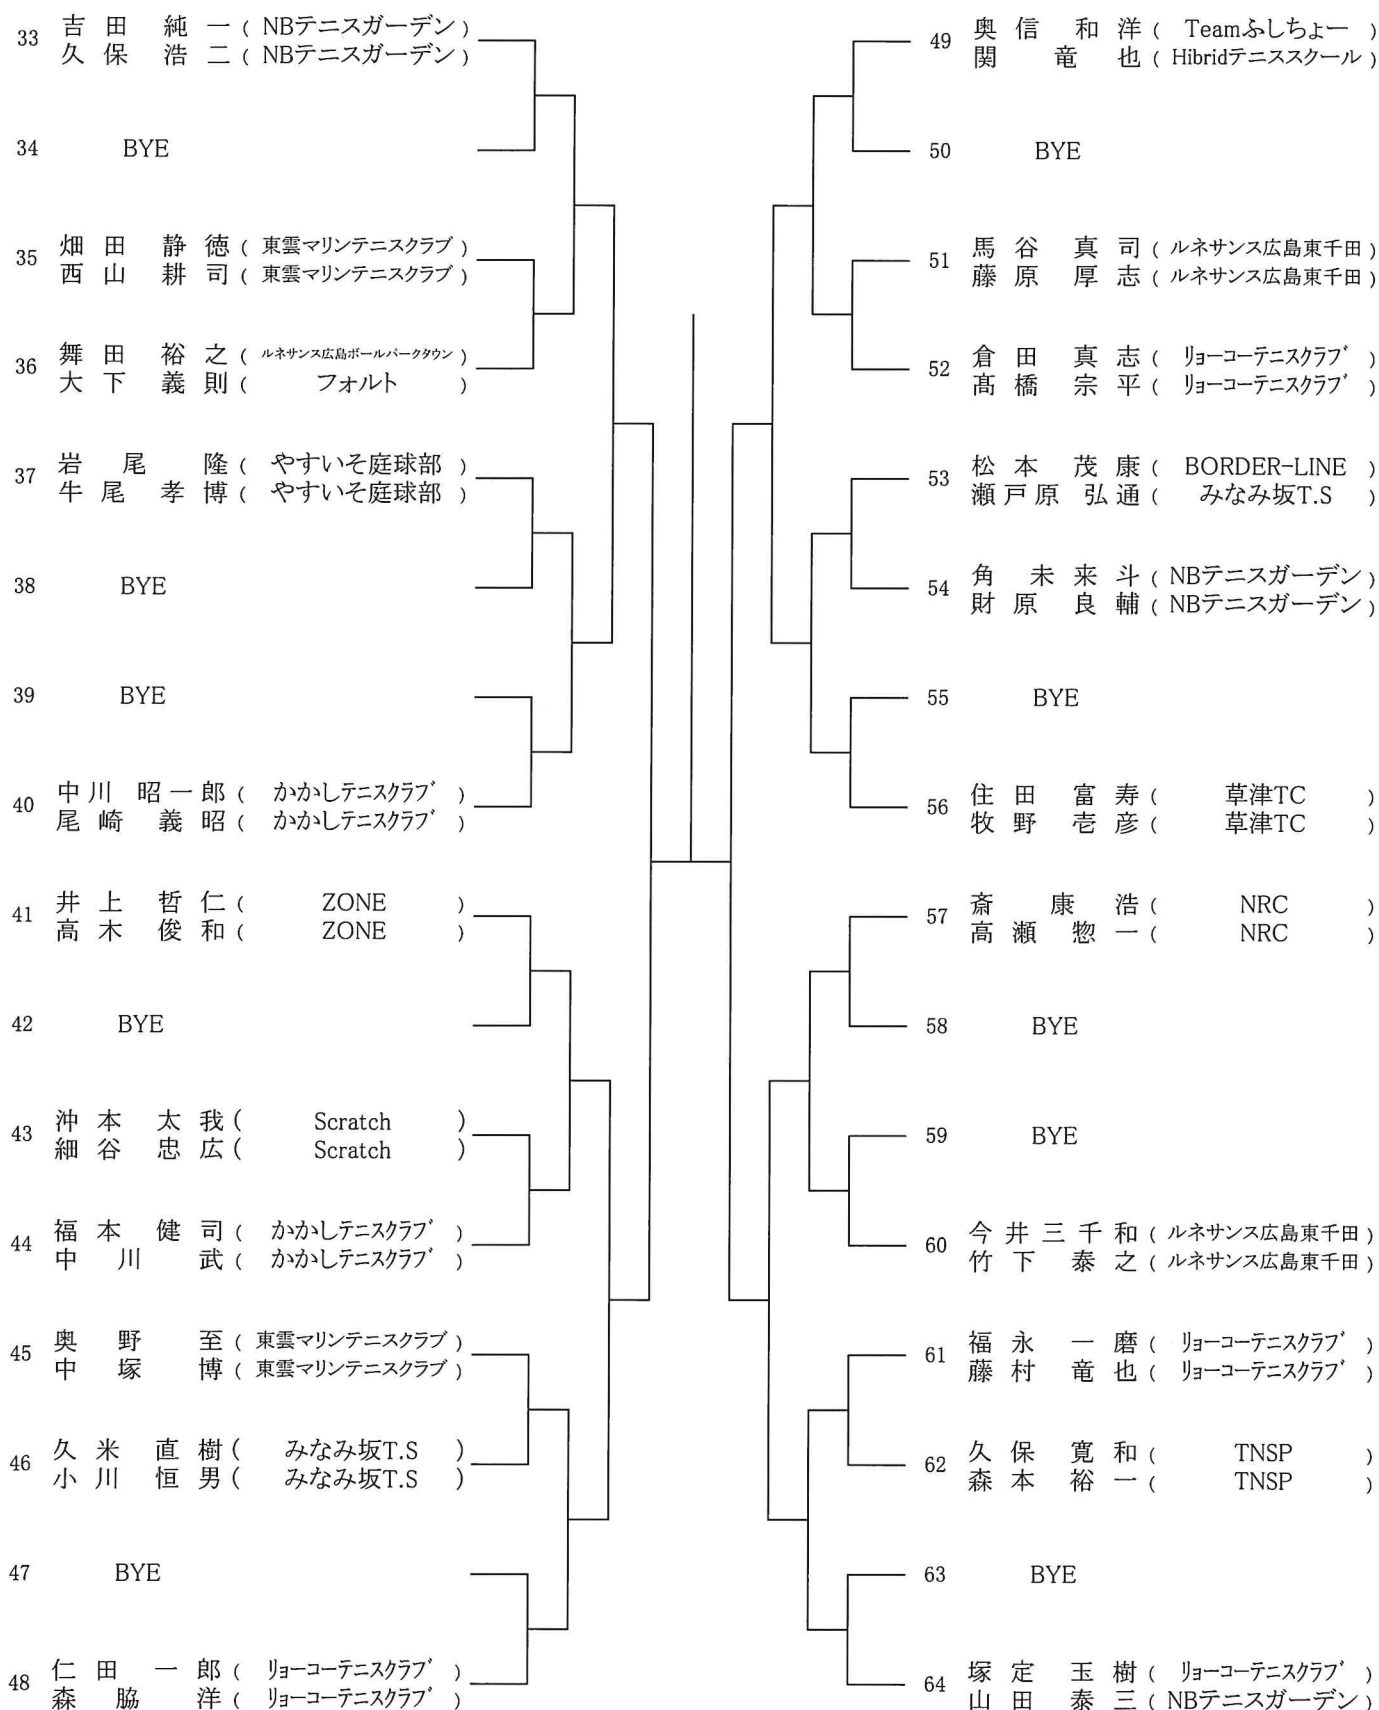 33 吉田 純一 ( NBテニスガーデン )
久保 浩二 ( NBテニスガーデン )
34 BYE
35 畑田 静徳 ( 東雲マリンテニスクラブ )
西山 耕司 ( 東雲マリンテニスクラブ )
36 舞田 裕之 ( ルネサンス広島ボールパークタウン )
大下 義則 ( フォルト )
37 岩尾 隆 ( やすいそ庭球部 )
牛尾 孝博 ( やすいそ庭球部 )
38 BYE
39 BYE
40 中川 昭一郎 ( かかしテニスクラブ )
尾崎 義昭 ( かかしテニスクラブ )
41 井上 哲仁 ( ZONE )
高木 俊和 ( ZONE )
42 BYE
43 沖本 太我 ( Scratch )
細谷 忠広 ( Scratch )
44 福本 健司 ( かかしテニスクラブ )
中川 武 ( かかしテニスクラブ )
45 奥野 至 ( 東雲マリンテニスクラブ )
中塚 博 ( 東雲マリンテニスクラブ )
46 久米 直樹 ( みなみ坂T.S )
小川 恒男 ( みなみ坂T.S )
47 BYE
48 仁田 一郎 ( リョーコーテニスクラブ )
森脇 洋 ( リョーコーテニスクラブ )
49 奥信 和洋 ( Teamふしちょー )
関 竜也 ( Hibridテニススクール )
50 BYE
51 馬谷 真司 ( ルネサンス広島東千田 )
藤原 厚志 ( ルネサンス広島東千田 )
52 倉田 真志 ( リョーコーテニスクラブ )
髙橋 宗平 ( リョーコーテニスクラブ )
53 松本 茂康 ( BORDER-LINE )
瀬戸原 弘通 ( みなみ坂T.S )
54 角 未来斗 ( NBテニスガーデン )
財原 良輔 ( NBテニスガーデン )
55 BYE
56 住田 富寿 ( 草津TC )
牧野 壱彦 ( 草津TC )
57 斎 康浩 ( NRC )
高瀬 惣一 ( NRC )
58 BYE
59 BYE
60 今井 三千和 ( ルネサンス広島東千田 )
竹下 泰之 ( ルネサンス広島東千田 )
61 福永 一磨 ( リョーコーテニスクラブ )
藤村 竜也 ( リョーコーテニスクラブ )
62 久保 寛和 ( TNSP )
森本 裕一 ( TNSP )
63 BYE
64 塚定 玉樹 ( リョーコーテニスクラブ )
山田 泰三 ( NBテニスガーデン )